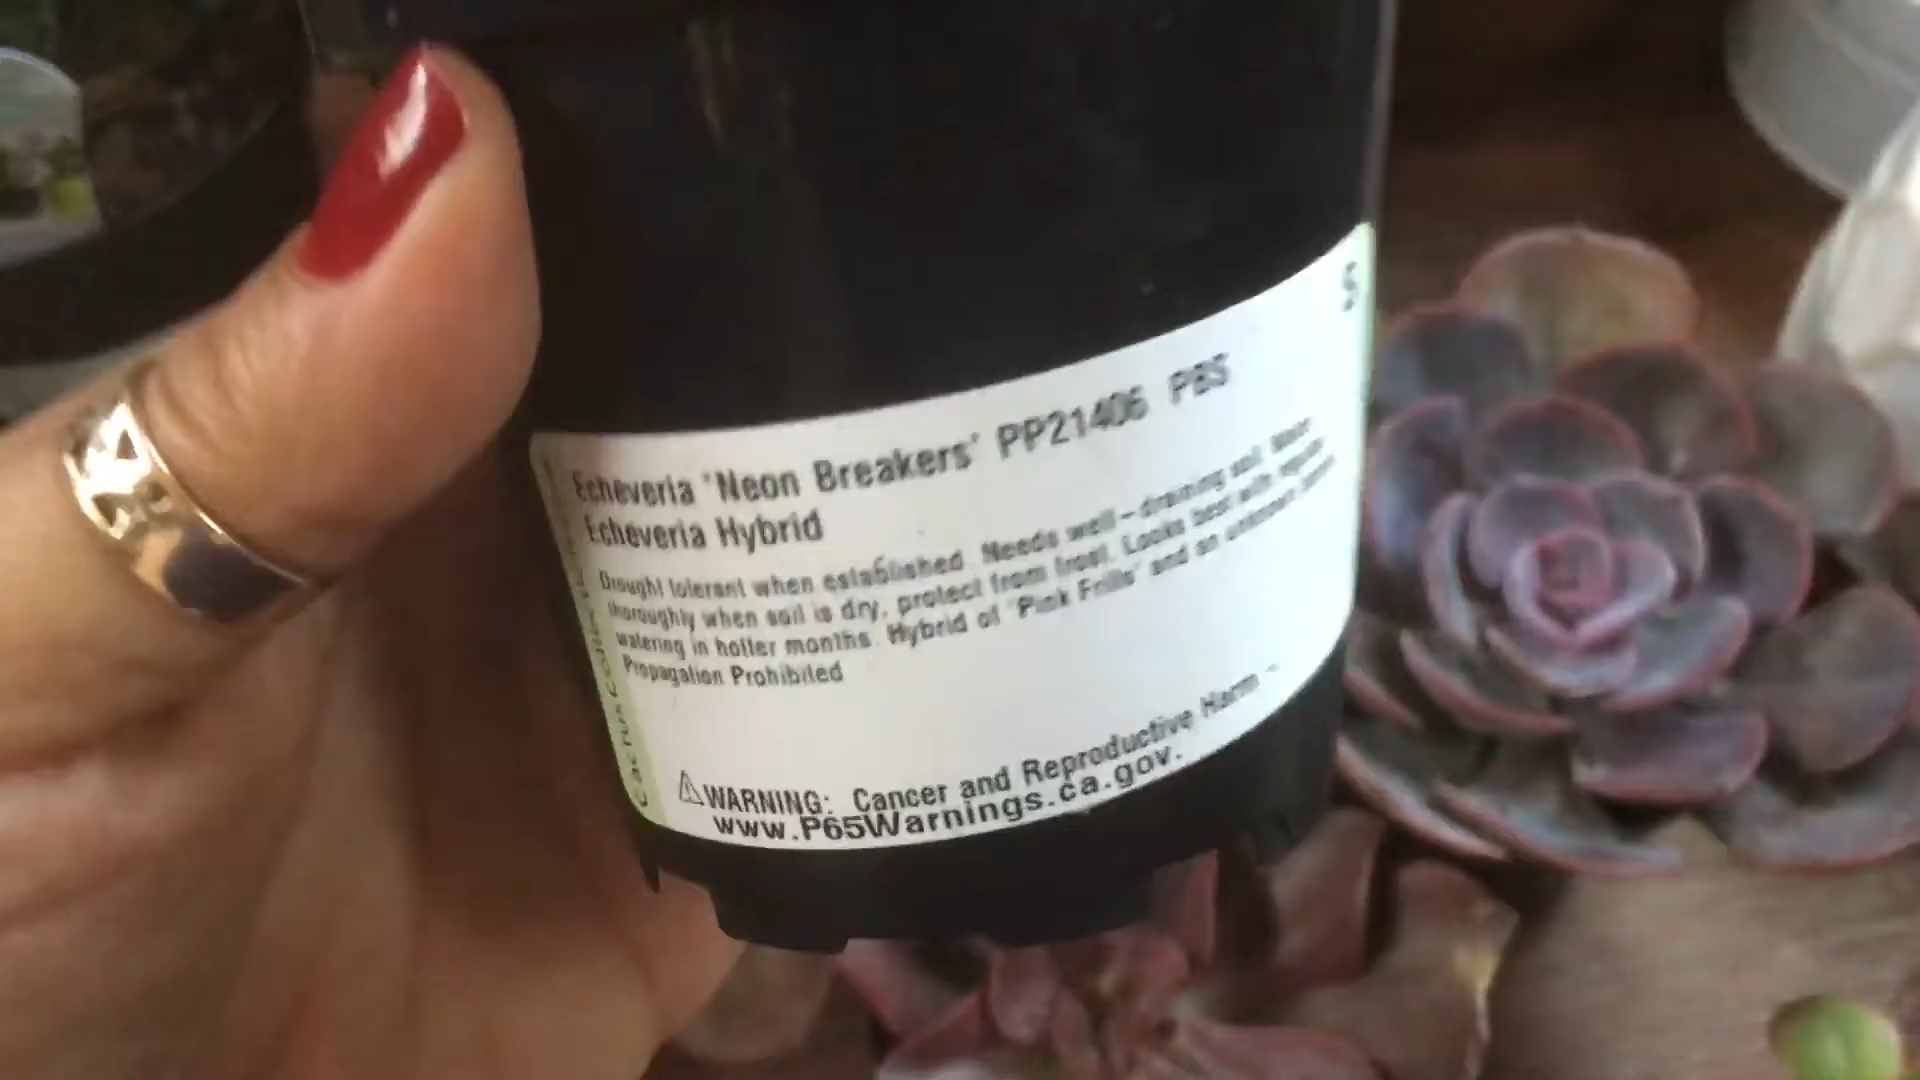 5
Echeveria 'Neon Breakers' PP21406 PBS
Echeveria Hybrid
Drought tolerant when established. Needs well-draining soil. Water
thoroughly when soil is dry, protect from frost. Looks best with regular
watering in hotter months. Hybrid of 'Pink Frills' and an unknown
Propagation Prohibited
⚠WARNING: Cancer and Reproductive Harm -
www.P65Warnings.ca.gov.